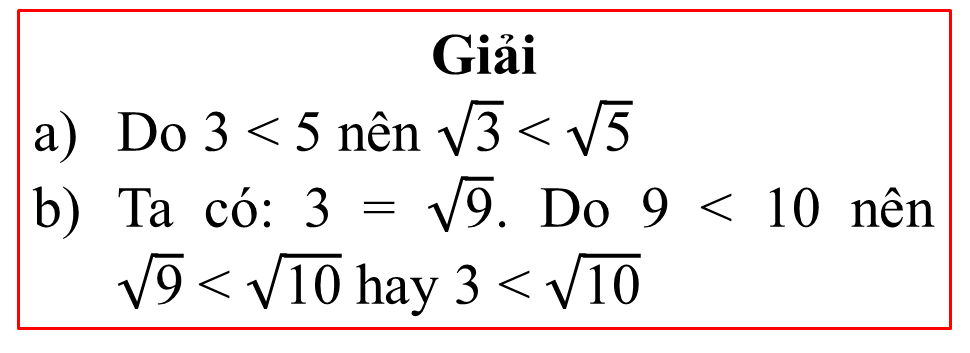 Giải
a) Do 3 < 5 nên √3 < √5
b) Ta có: 3 = √9. Do 9 < 10 nên
√9 < √10 hay 3 < √10